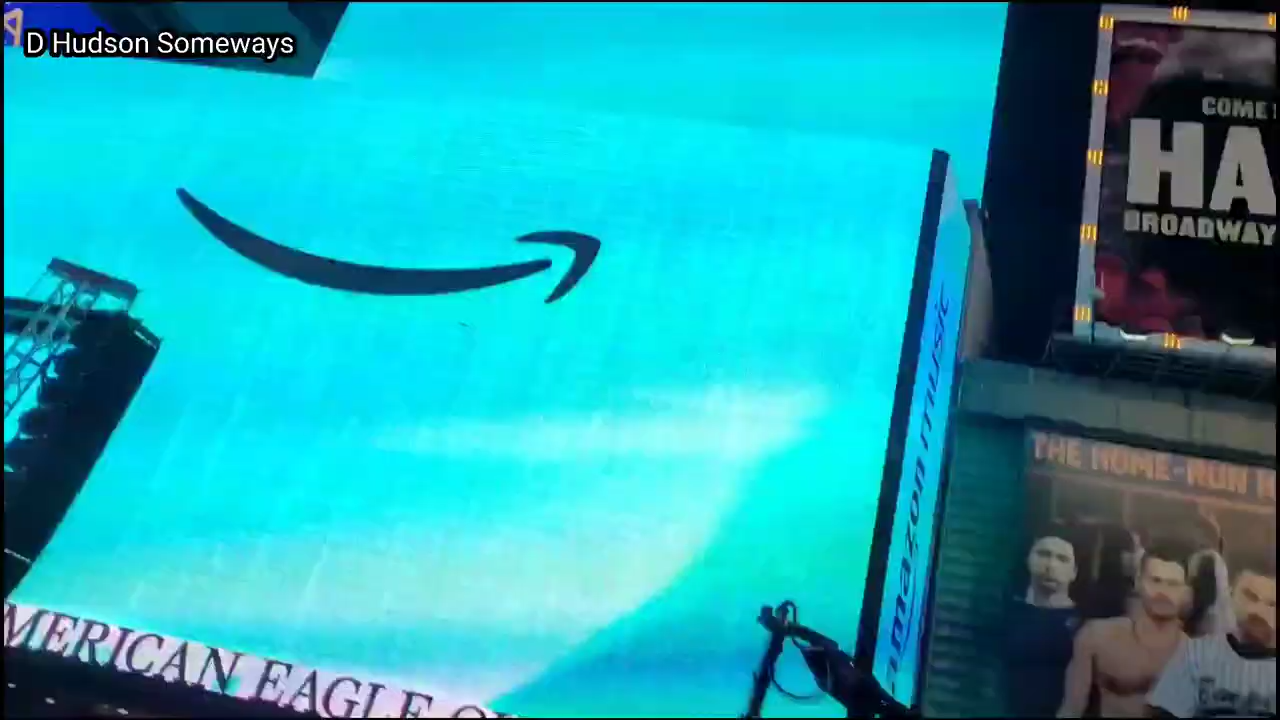 D Hudson Someways
COME
HA
BROADWAY
amazon music
THE HOME-RUN
MERICAN EAGLE